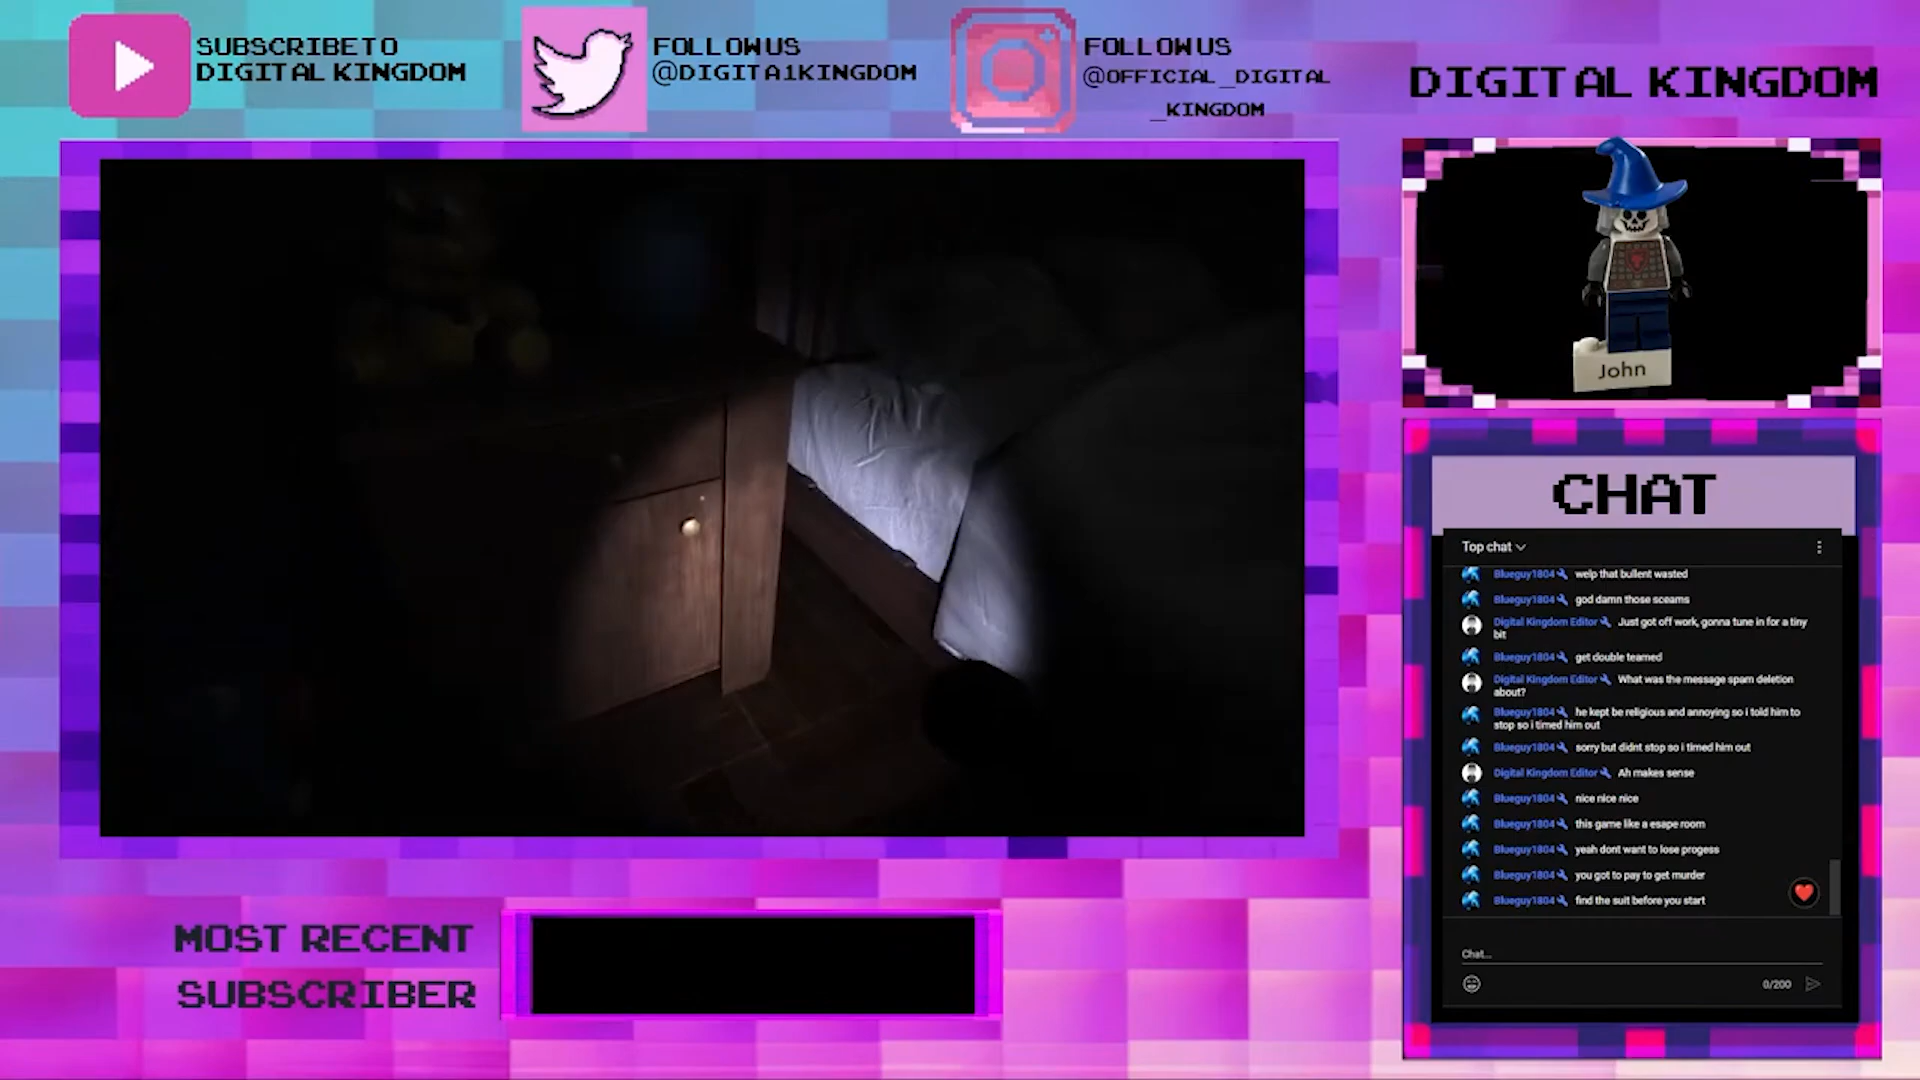 SUBSCRIBE TO
DIGITAL KINGDOM
FOLLOW US
@DIGITA1KINGDOM
FOLLOW US
@OFFICIAL_DIGITAL
_KINGDOM
DIGITAL KINGDOM
John
CHAT
Top chat
Blueguy1804 welp that bullent wasted
Blueguy1804 god damn those sceams
Digital Kingdom Editor Just got off work, gonna tune in for a tiny
bit
Blueguy1804 get double teamed
Digital Kingdom Editor What was the message spam deletion
about?
Blueguy1804 he kept be religious and annoying so i told him to
stop so i timed him out
Blueguy1804 sorry but didnt stop so i timed him out
Digital Kingdom Editor Ah makes sense
Blueguy1804 nice nice nice
Blueguy1804 this game like a esape room
Blueguy1804 yeah dont want to lose progess
Blueguy1804 you got to pay to get murder
Blueguy1804 find the suit before you start
Chat...
0/200
MOST RECENT
SUBSCRIBER